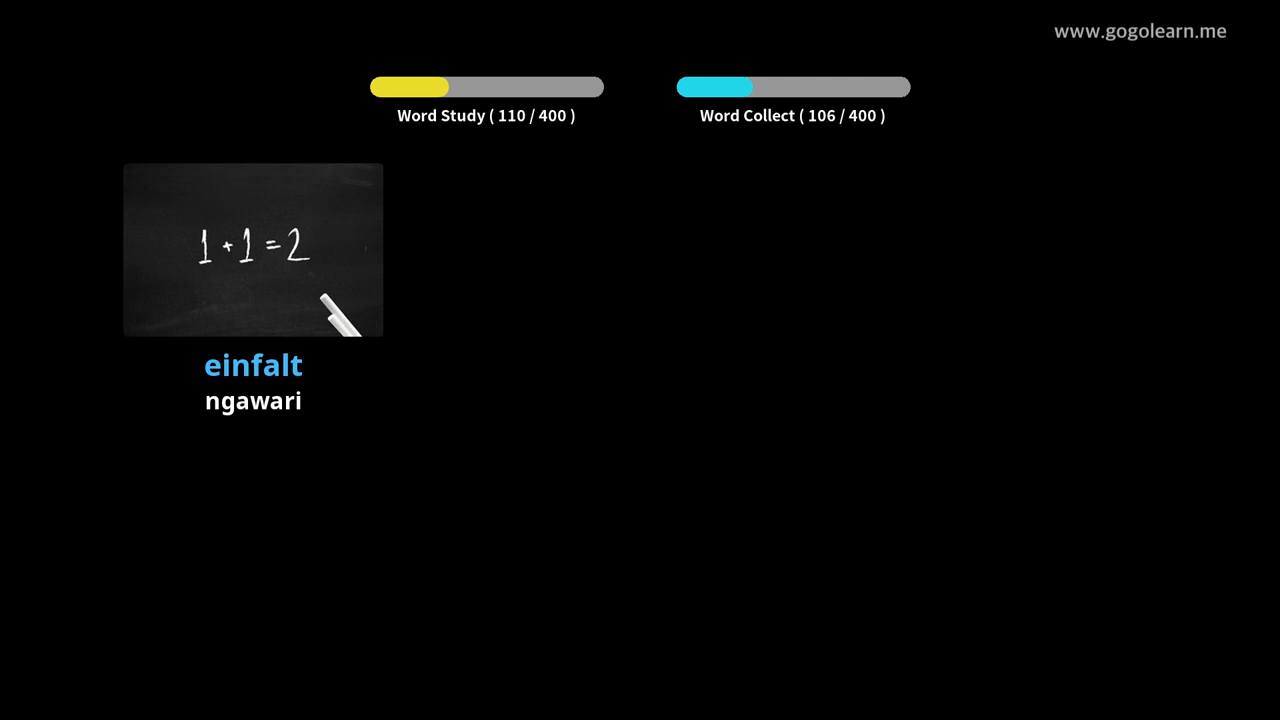 www.gogolearn.me
Word Study ( 110 / 400 )
Word Collect ( 106 / 400 )
1 + 1 = 2
einfalt
ngawari